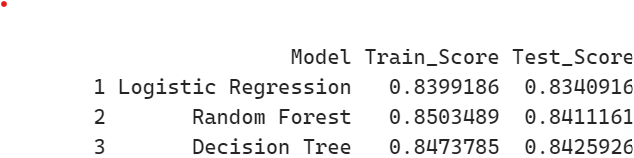 Model Train_Score Test_Score
1 Logistic Regression 0.8399186 0.8340916
2 Random Forest 0.8503489 0.8411161
3 Decision Tree 0.8473785 0.8425926